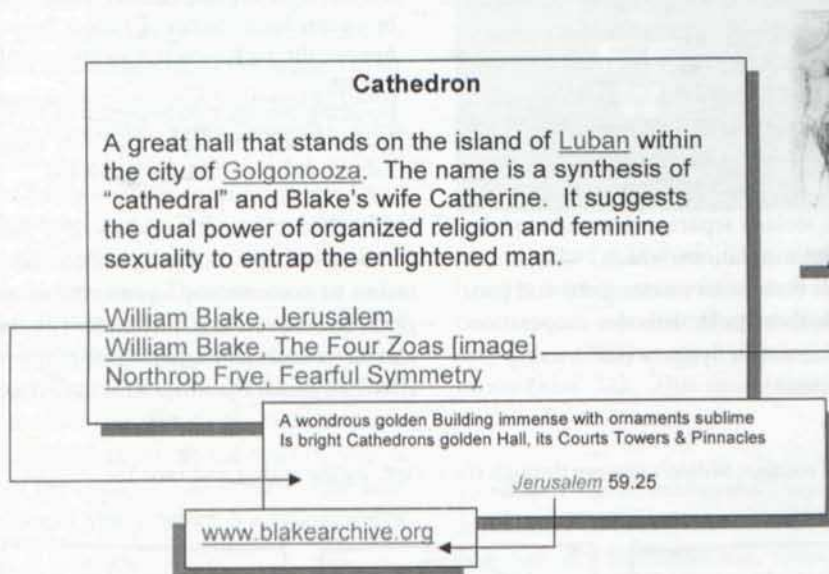 Cathedron
A great hall that stands on the island of Luban within
the city of Golgonooza. The name is a synthesis of
“cathedral” and Blake’s wife Catherine. It suggests
the dual power of organized religion and feminine
sexuality to entrap the enlightened man.
William Blake, Jerusalem
William Blake, The Four Zoas [image]
Northrop Frye, Fearful Symmetry
A wondrous golden Building immense with ornaments sublime
Is bright Cathedrons golden Hall, its Courts Towers & Pinnacles
Jerusalem 59.25
www.blakearchive.org